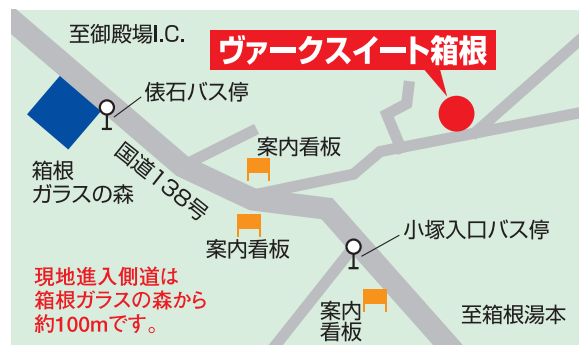 至御殿場I.C.
ヴァークスイート箱根
俵石バス停
箱根
ガラスの森
国道138号
案内看板
案内看板
小塚入口バス停
現地進入側道は
箱根ガラスの森から
約100mです。
案内
看板
至箱根湯本